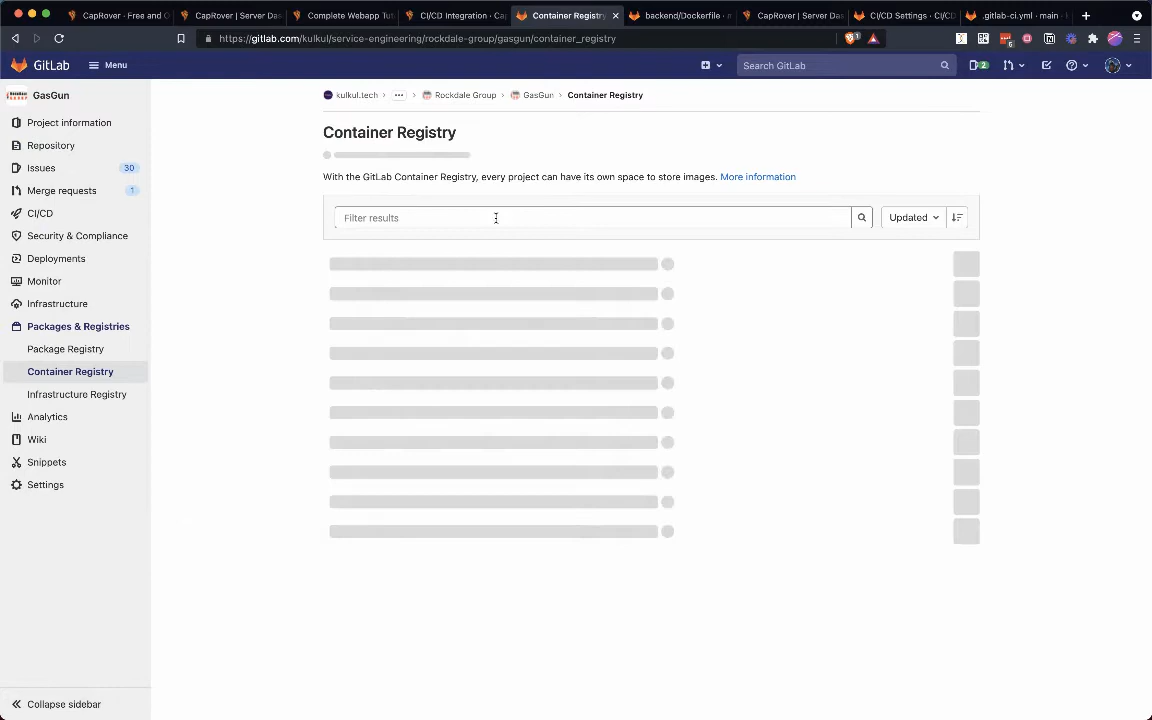 CapRover - Free and O
CapRover | Server Das
Complete Webapp Tut
CI/CD Integration · Cap
Container Registry
backend/Dockerfile · m
CapRover | Server Das
CI/CD Settings · CI/CD
.gitlab-ci.yml · main ·
https://gitlab.com/kulkul/service-engineering/rockdale-group/gasgun/container_registry
GitLab
Menu
Search GitLab
2
GasGun
kulkul.tech › ... › Rockdale Group › GasGun › Container Registry
Project information
Repository
Issues 30
Merge requests 1
CI/CD
Security & Compliance
Deployments
Monitor
Infrastructure
Packages & Registries
Package Registry
Container Registry
Infrastructure Registry
Analytics
Wiki
Snippets
Settings
Collapse sidebar
Container Registry
With the GitLab Container Registry, every project can have its own space to store images. More information
Filter results
Updated